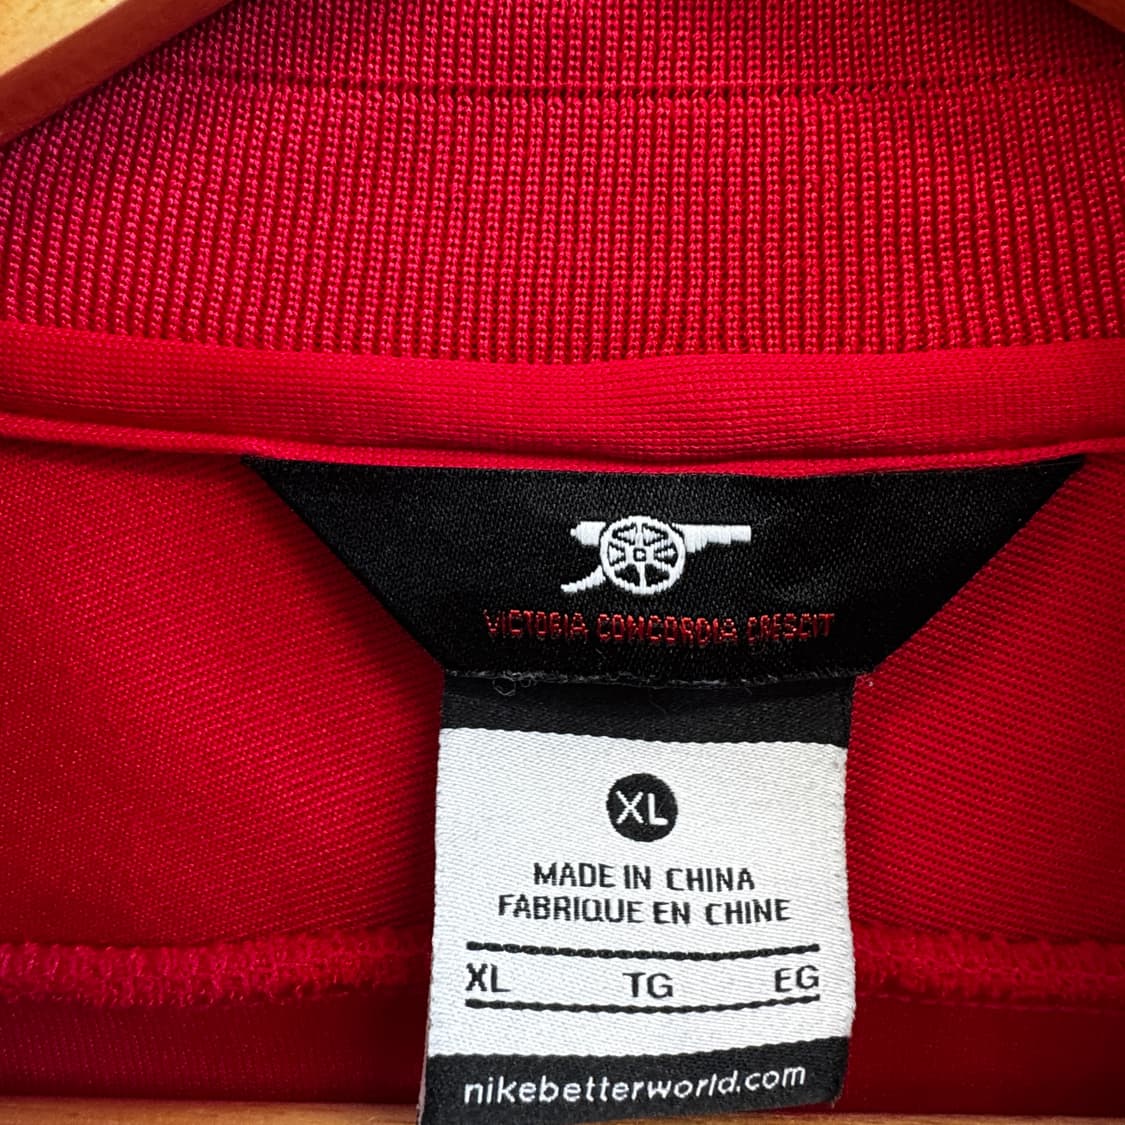 VICTORIA CONCORDIA CRESCIT
XL
MADE IN CHINA
FABRIQUE EN CHINE
XL TG EG
nikebetterworld.com